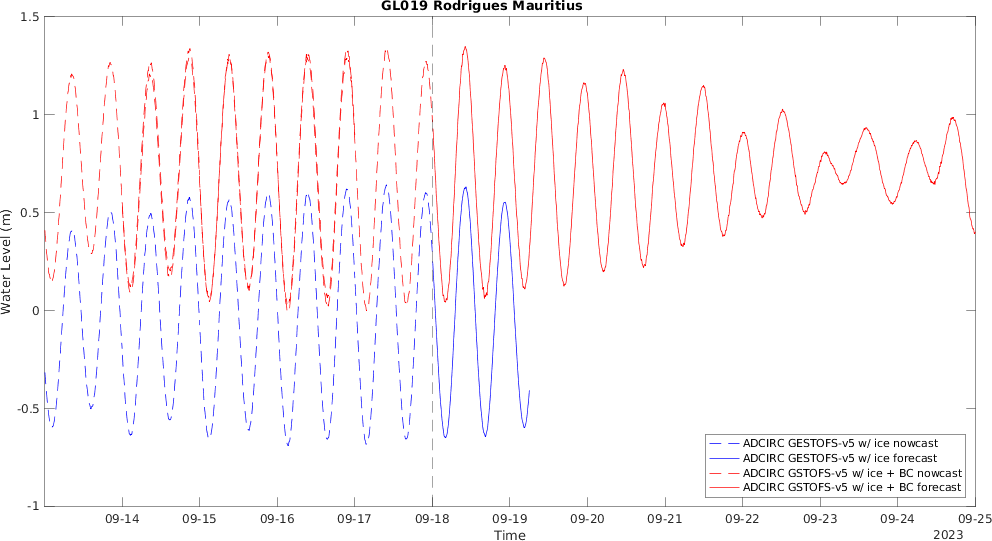 GL019 Rodrigues Mauritius
1.5
1
0.5
0
-0.5
-1
Water Level (m)
09-14 09-15 09-16 09-17 09-18 09-19 09-20 09-21 09-22 09-23 09-24 09-25
Time
2023
ADCIRC GESTOFS-v5 w/ ice nowcast
ADCIRC GESTOFS-v5 w/ ice forecast
ADCIRC GSTOFS-v5 w/ ice + BC nowcast
ADCIRC GSTOFS-v5 w/ ice + BC forecast